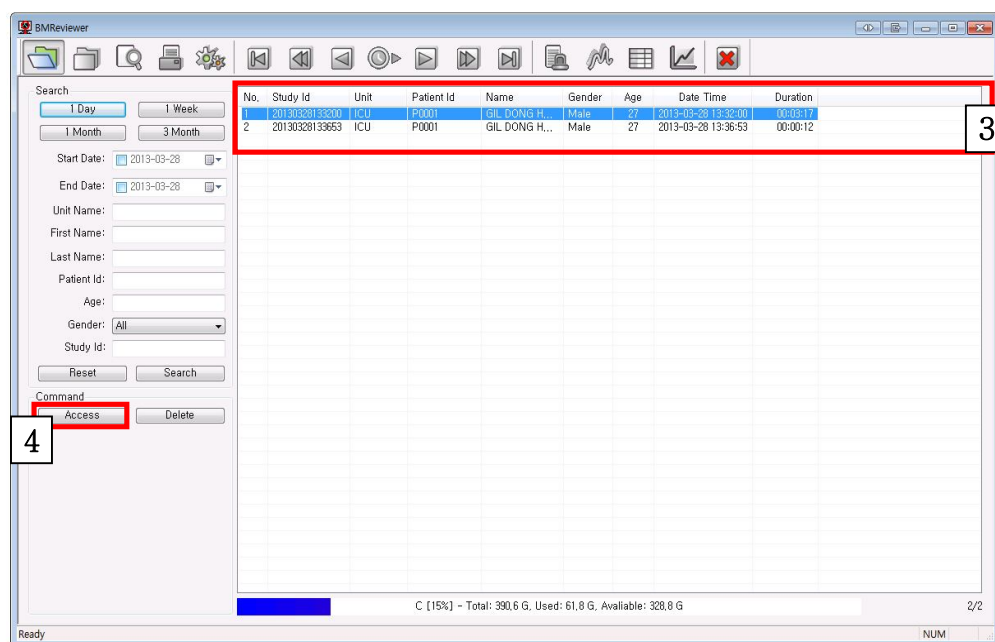 BMReviewer
Search
1 Day 1 Week
1 Month 3 Month
Start Date: 2013-03-28
End Date: 2013-03-28
Unit Name:
First Name:
Last Name:
Patient Id:
Age:
Gender: All
Study Id:
Reset Search
Command
Access Delete
4
No. Study Id Unit Patient Id Name Gender Age Date Time Duration
1 20130328133200 ICU P0001 GIL DONG H... Male 27 2013-03-28 13:32:00 00:03:17
2 20130328133653 ICU P0001 GIL DONG H... Male 27 2013-03-28 13:36:53 00:00:12
3
C [15%] - Total: 390.6 G, Used: 61.8 G, Avaliable: 328.8 G 2/2
Ready NUM